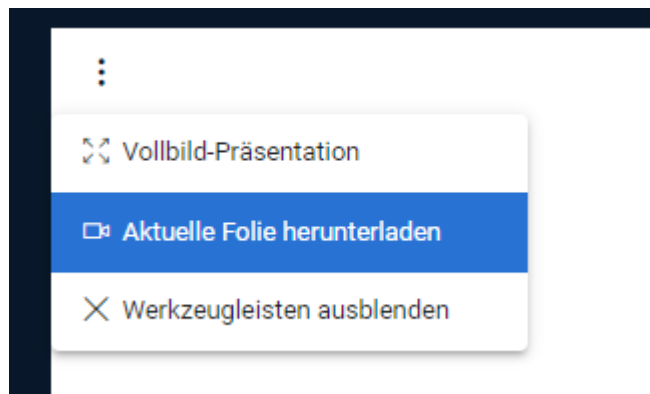 Vollbild-Präsentation
Aktuelle Folie herunterladen
Werkzeugleisten ausblenden